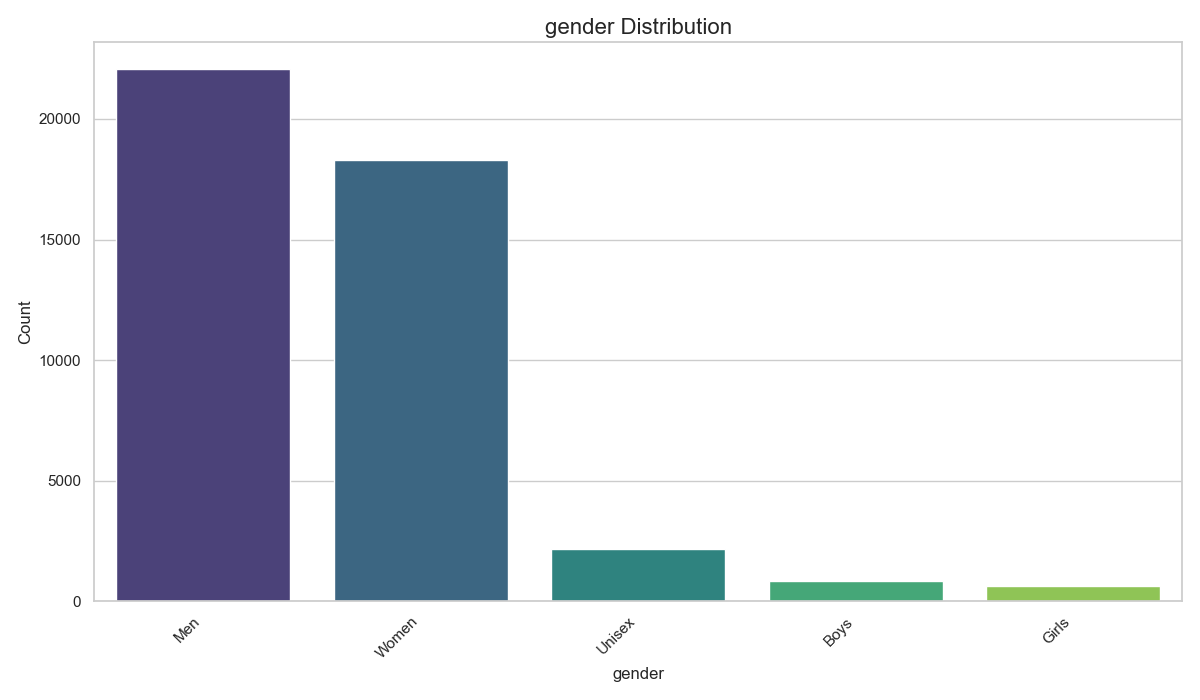 gender Distribution
Count
20000
15000
10000
5000
0
Men
Women
Unisex
Boys
Girls
gender